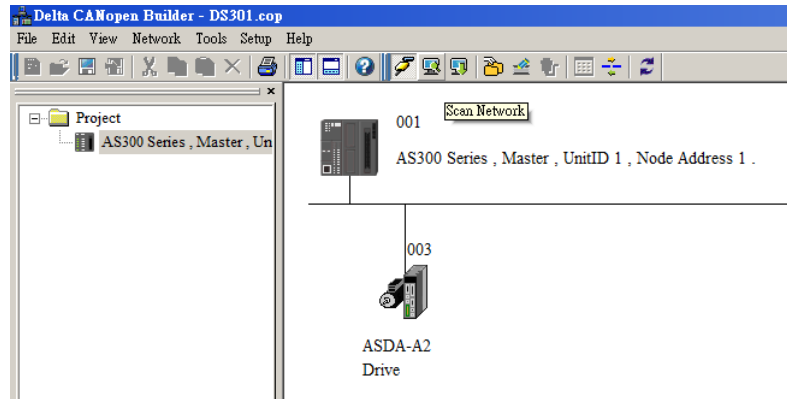 Delta CANopen Builder - DS301.cop
File Edit View Network Tools Setup Help
Project
AS300 Series , Master , Un
001
Scan Network
AS300 Series , Master , UnitID 1 , Node Address 1 .
003
ASDA-A2
Drive